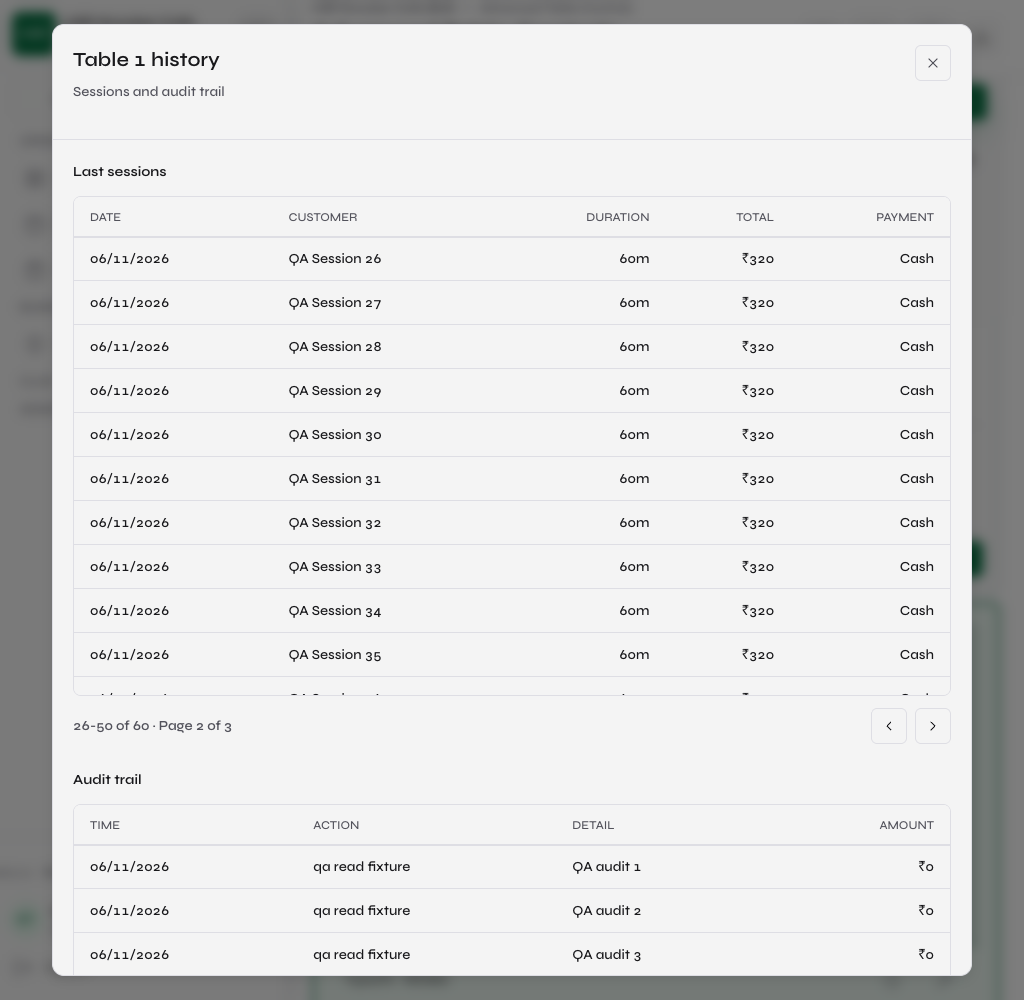 Table 1 history
Sessions and audit trail
Last sessions
DATE CUSTOMER DURATION TOTAL PAYMENT
06/11/2026 QA Session 26 60m ₹320 Cash
06/11/2026 QA Session 27 60m ₹320 Cash
06/11/2026 QA Session 28 60m ₹320 Cash
06/11/2026 QA Session 29 60m ₹320 Cash
06/11/2026 QA Session 30 60m ₹320 Cash
06/11/2026 QA Session 31 60m ₹320 Cash
06/11/2026 QA Session 32 60m ₹320 Cash
06/11/2026 QA Session 33 60m ₹320 Cash
06/11/2026 QA Session 34 60m ₹320 Cash
06/11/2026 QA Session 35 60m ₹320 Cash
26-50 of 60 · Page 2 of 3
Audit trail
TIME ACTION DETAIL AMOUNT
06/11/2026 qa read fixture QA audit 1 ₹0
06/11/2026 qa read fixture QA audit 2 ₹0
06/11/2026 qa read fixture QA audit 3 ₹0